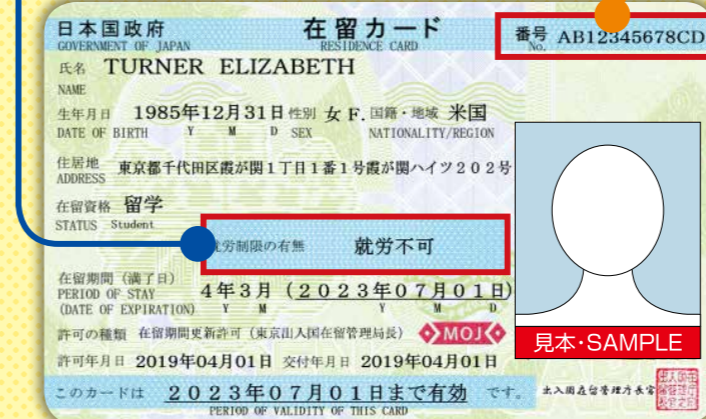 日本国政府 在留カード 番号 AB12345678CD
GOVERNMENT OF JAPAN RESIDENCE CARD No.
氏名 TURNER ELIZABETH
NAME
生年月日 1985年12月31日 性別 女 F. 国籍・地域 米国
DATE OF BIRTH Y M D SEX NATIONALITY/REGION
住居地 東京都千代田区霞が関1丁目1番1号霞が関ハイツ202号
ADDRESS
在留資格 留学
STATUS Student
就労制限の有無 就労不可
在留期間(満了日)
PERIOD OF STAY 4年3月(2023年07月01日)
(DATE OF EXPIRATION) Y M Y M D
許可の種類 在留期間更新許可(東京出入国在留管理局長) MOJ
見本・SAMPLE
許可年月日 2019年04月01日 交付年月日 2019年04月01日
このカードは 2023年07月01日まで有効 です。 出入国在留管理庁長官
PERIOD OF VALIDITY OF THIS CARD